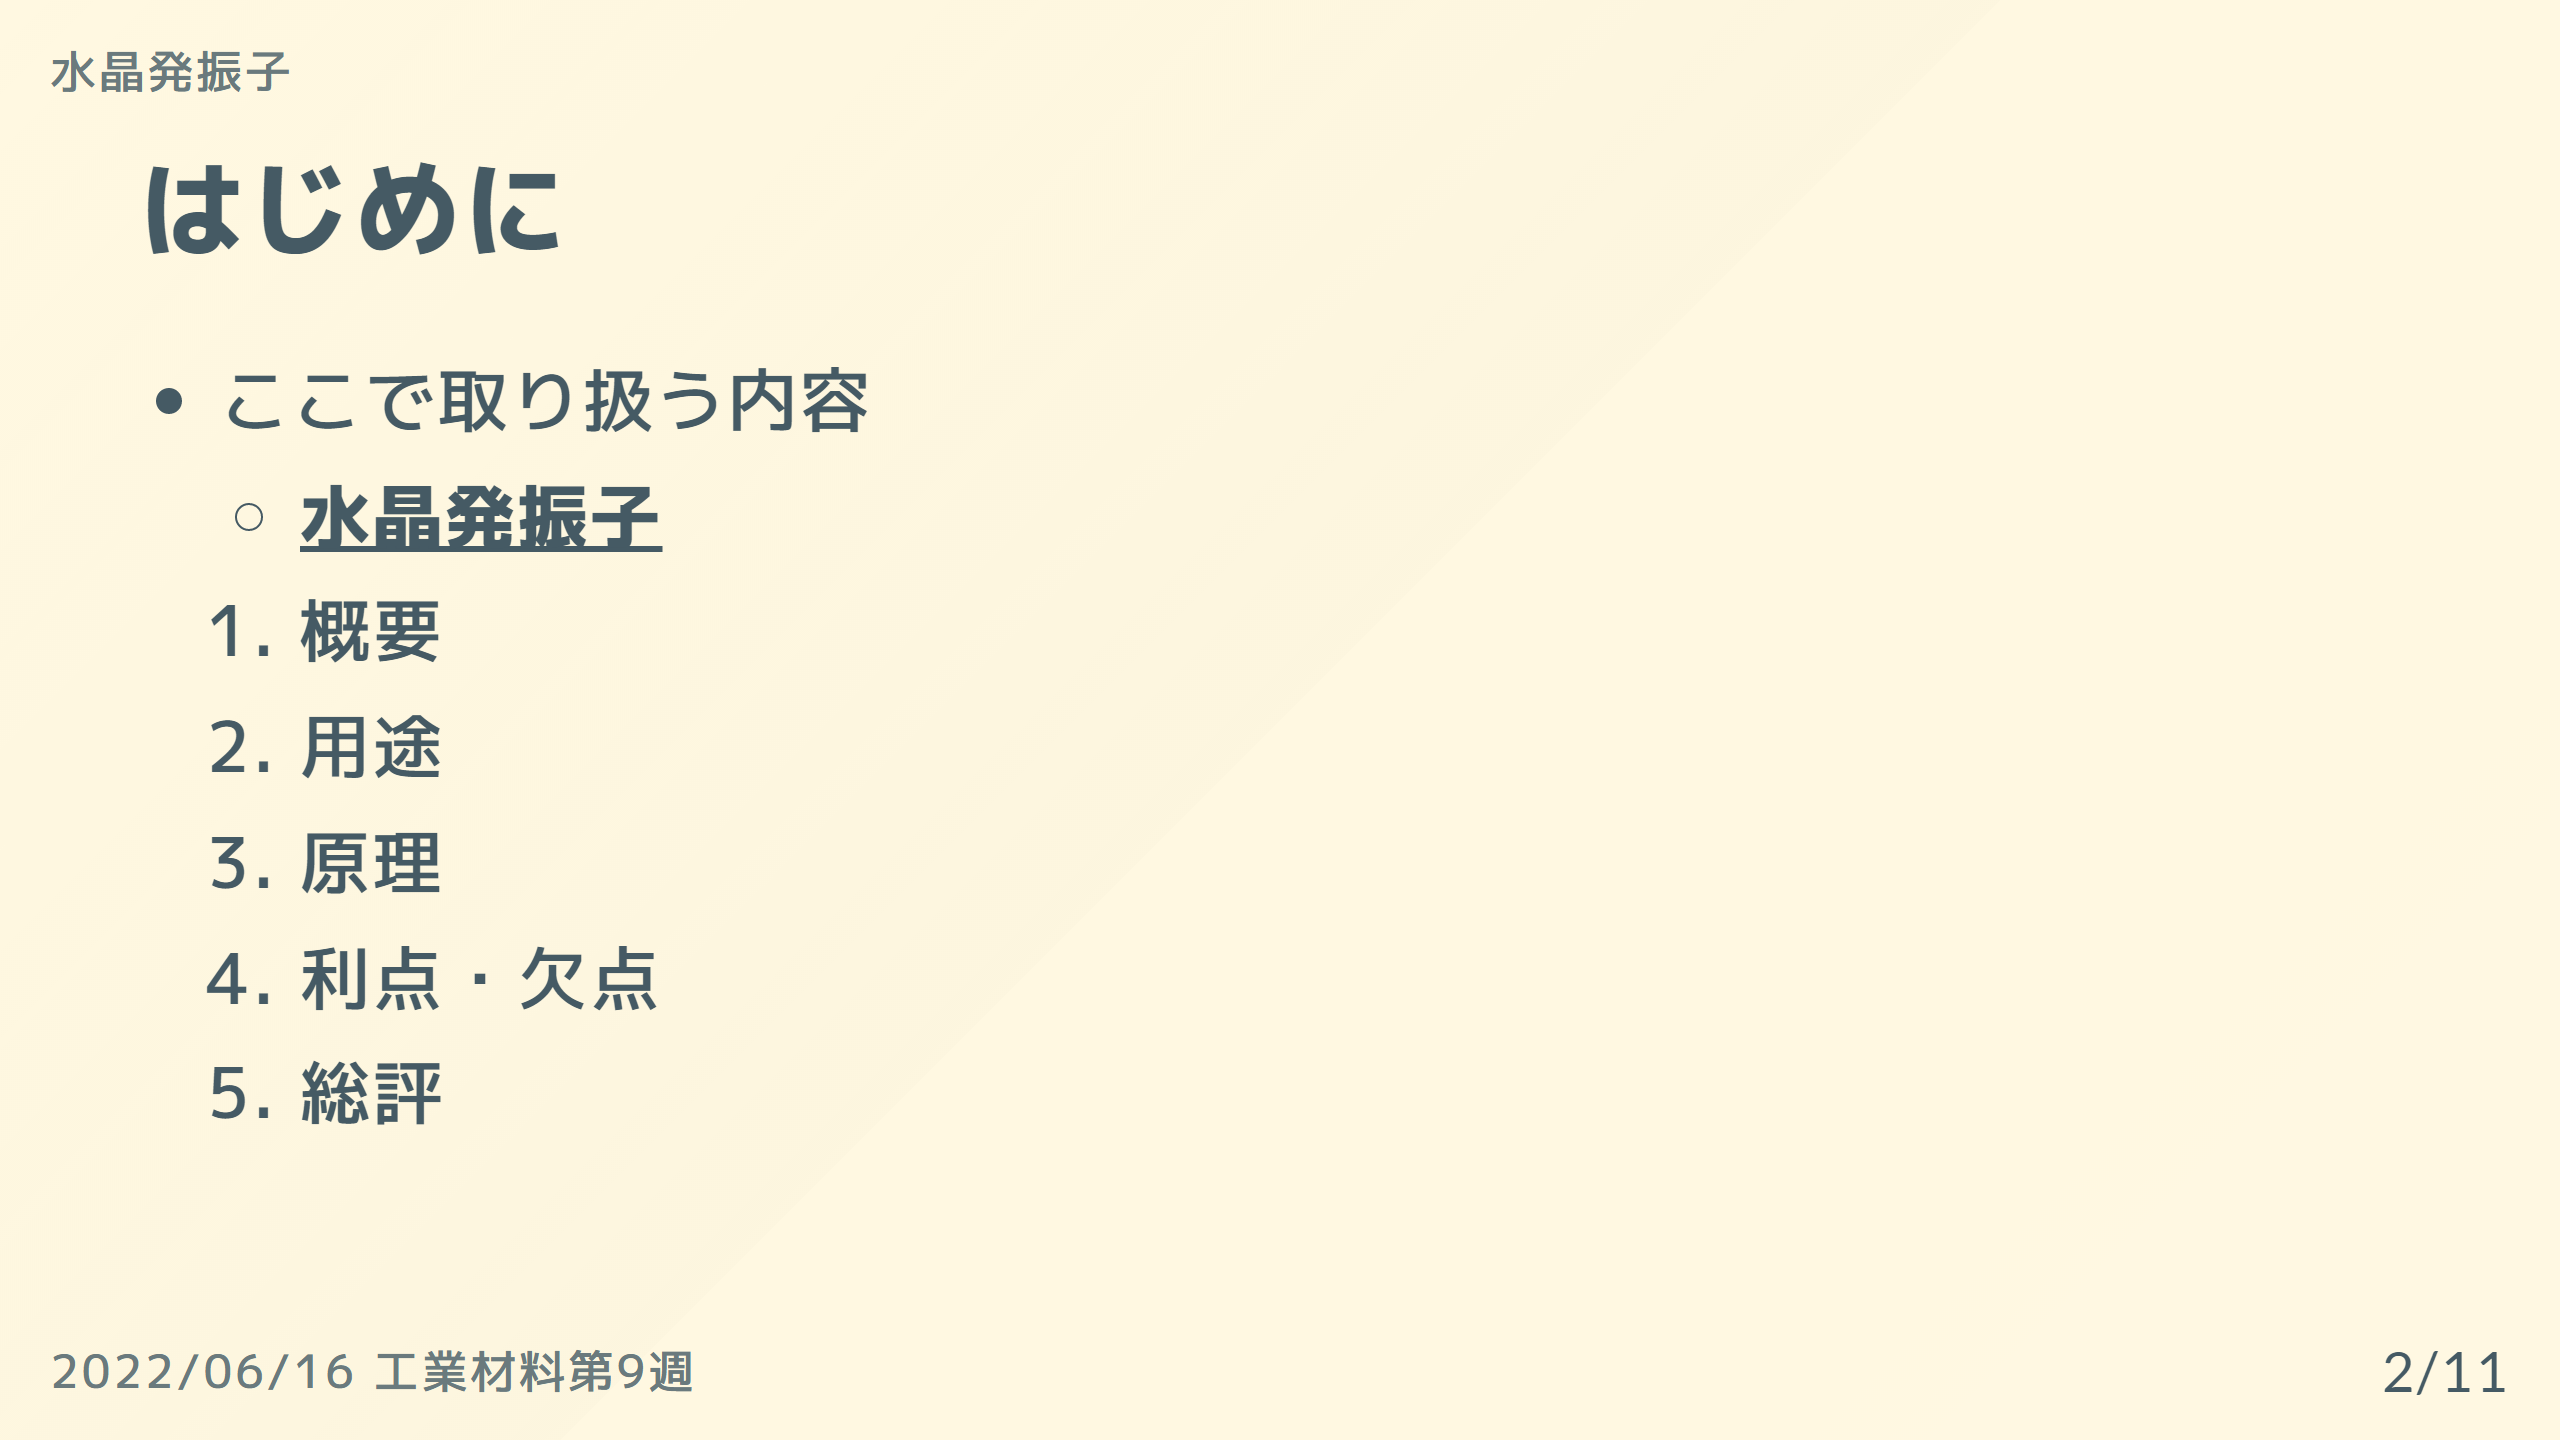 水晶発振子
はじめに
• ここで取り扱う内容
○ 水晶発振子
1. 概要
2. 用途
3. 原理
4. 利点・欠点
5. 総評
2022/06/16 工業材料第9週
2/11